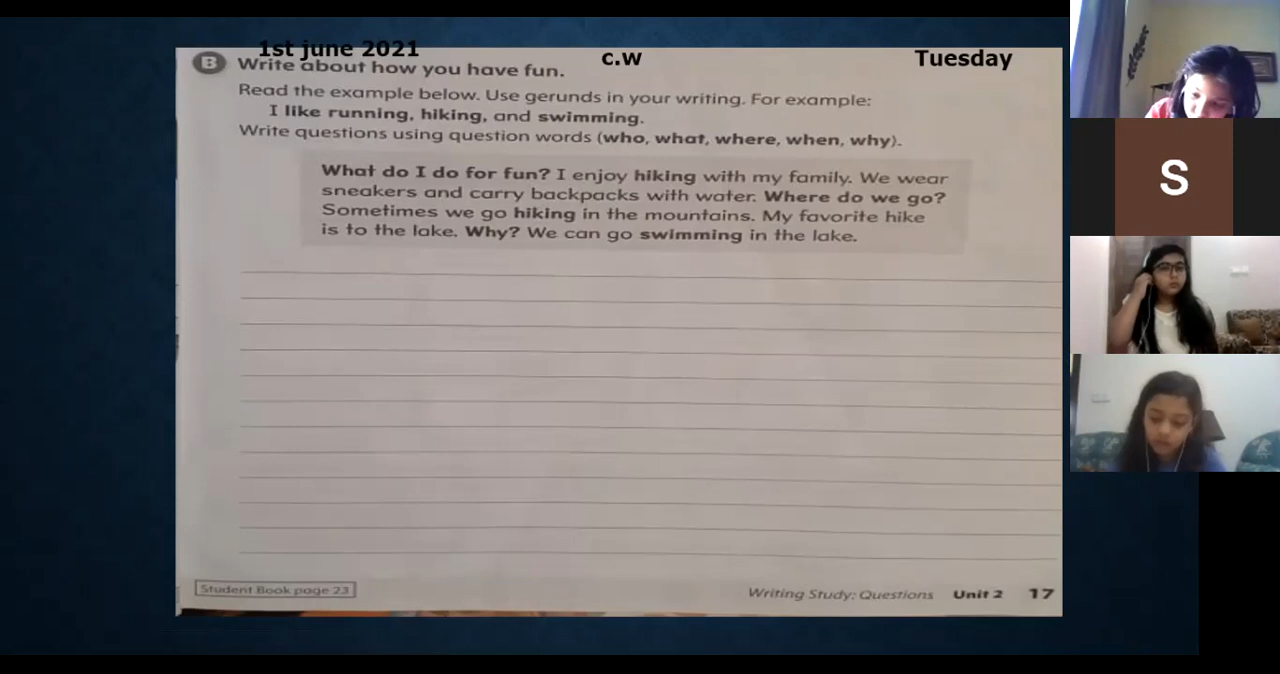 1st june 2021
c.w
Tuesday
B Write about how you have fun.
Read the example below. Use gerunds in your writing. For example:
I like running, hiking, and swimming.
Write questions using question words (who, what, where, when, why).
What do I do for fun? I enjoy hiking with my family. We wear
sneakers and carry backpacks with water. Where do we go?
Sometimes we go hiking in the mountains. My favorite hike
is to the lake. Why? We can go swimming in the lake.
Student Book page 23
Writing Study: Questions Unit 2 17
S